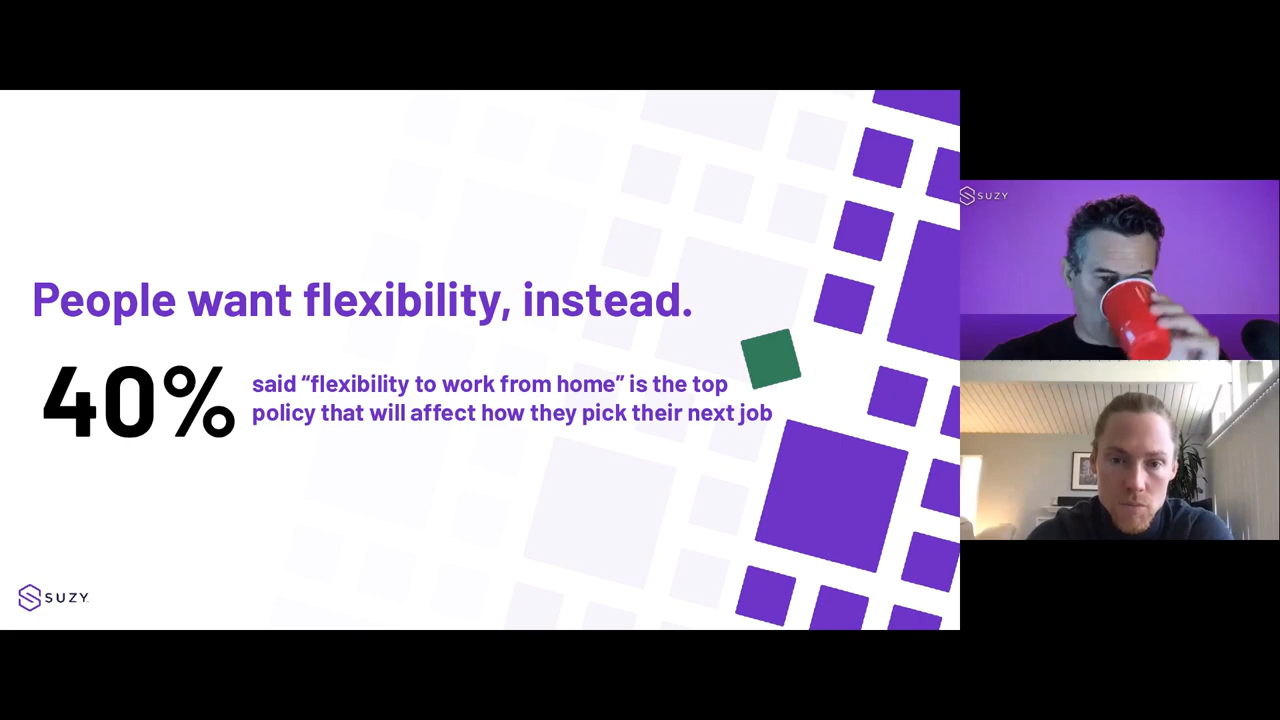 People want flexibility, instead.
40%
said “flexibility to work from home” is the top
policy that will affect how they pick their next job
SUZY
SUZY